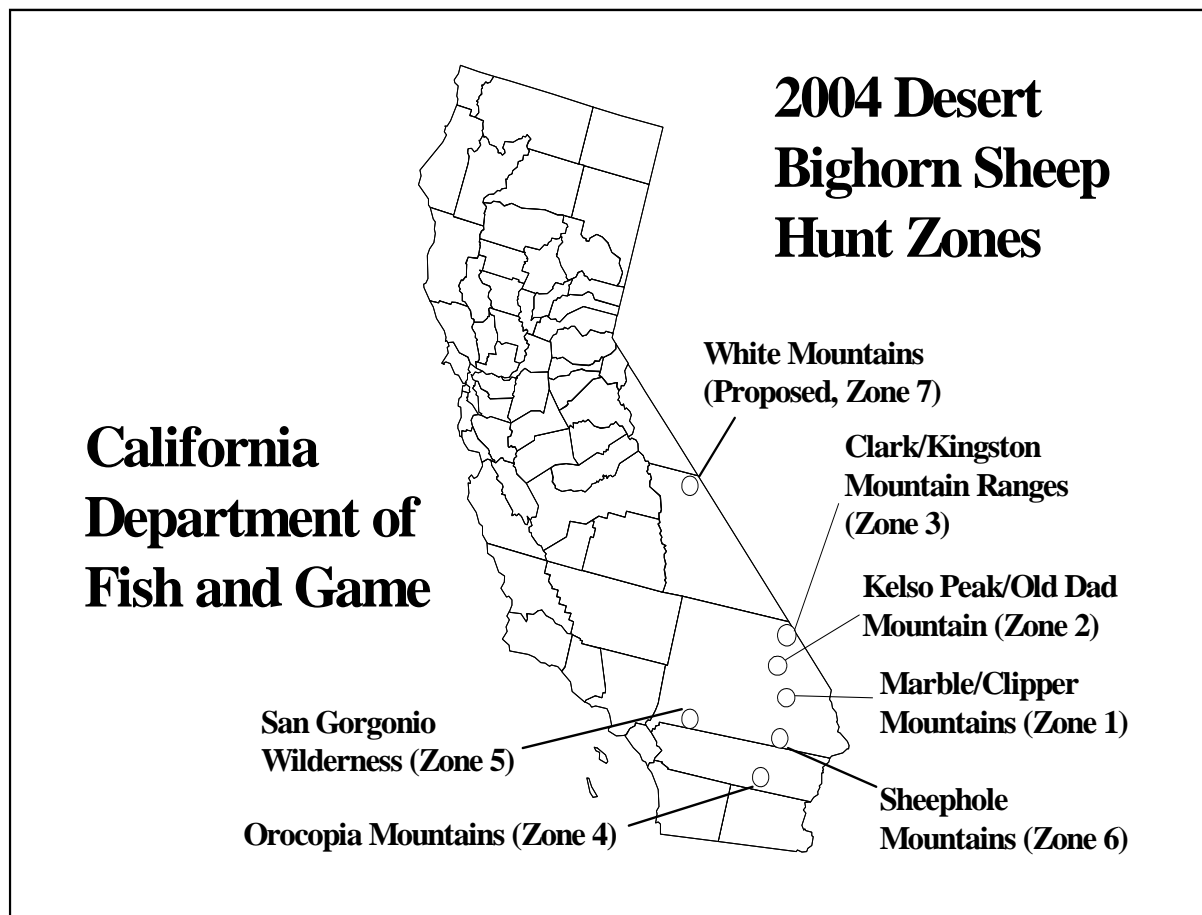 2004 Desert
Bighorn Sheep
Hunt Zones
White Mountains
(Proposed, Zone 7)
Clark/Kingston
Mountain Ranges
(Zone 3)
California
Department of
Fish and Game
Kelso Peak/Old Dad
Mountain (Zone 2)
Marble/Clipper
Mountains (Zone 1)
San Gorgonio
Wilderness (Zone 5)
Sheephole
Mountains (Zone 6)
Orocopia Mountains (Zone 4)